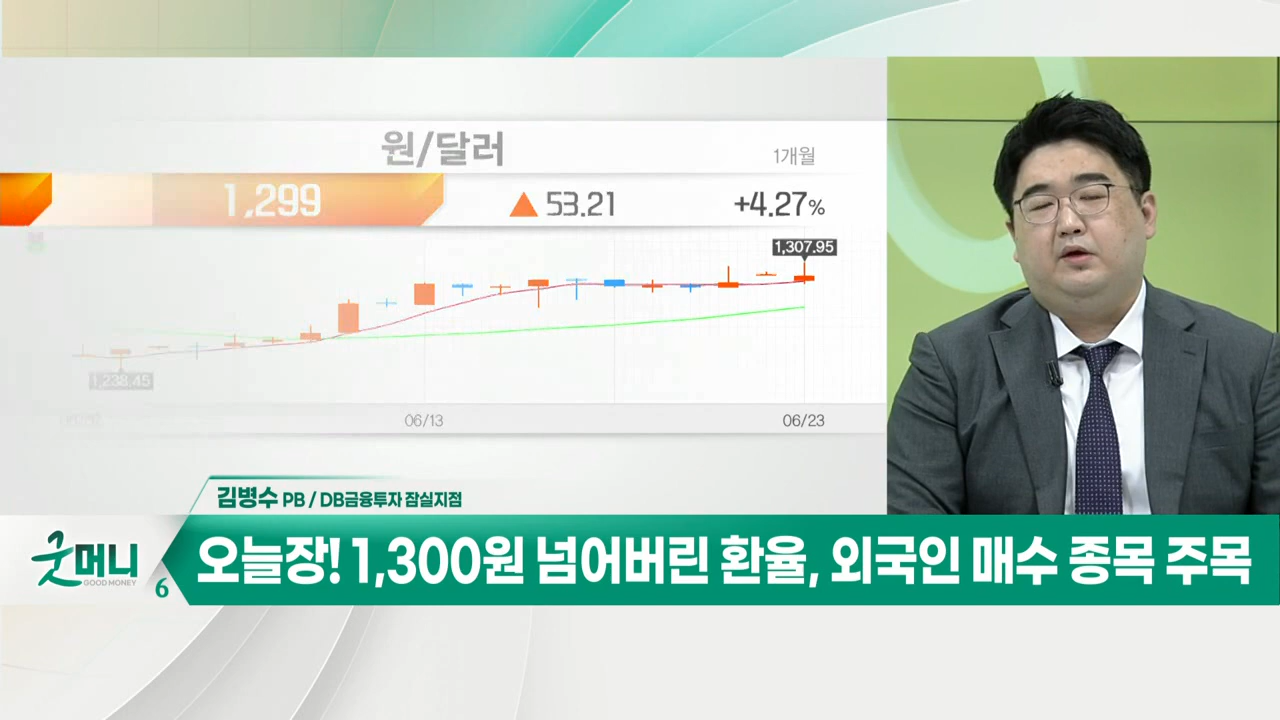 원/달러
1개월
1,299 ▲ 53.21 +4.27%
1,307.95
1,238.45
06/13 06/23
김병수 PB / DB금융투자 잠실지점
굿머니
GOOD MONEY
6
오늘장! 1,300원 넘어버린 환율, 외국인 매수 종목 주목